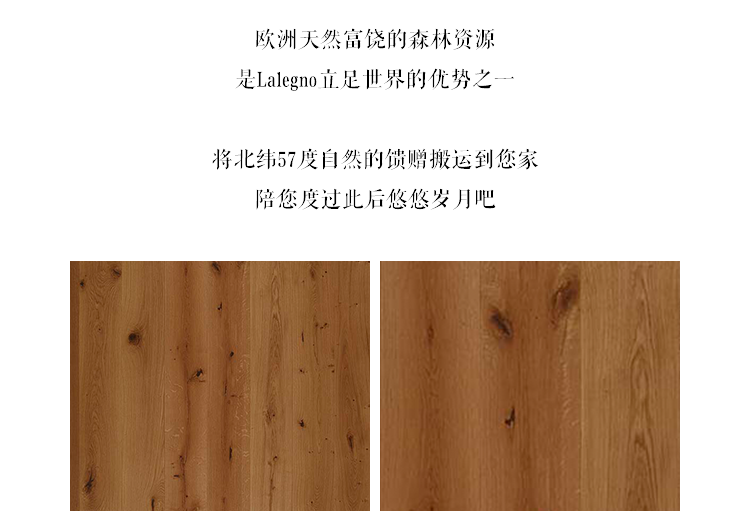 欧洲天然富饶的森林资源
是Lalegno立足世界的优势之一
将北纬57度自然的馈赠搬运到您家
陪您度过此后悠悠岁月吧